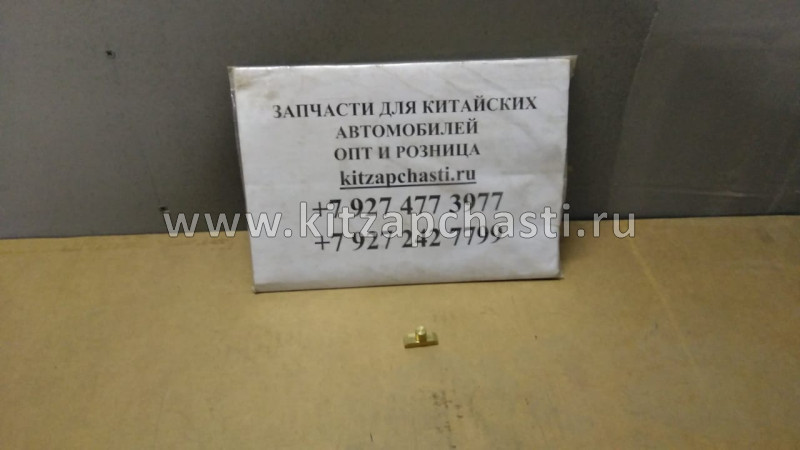 ЗАПЧАСТИ ДЛЯ КИТАЙСКИХ
АВТОМОБИЛЕЙ
ОПТ И РОЗНИЦА
kitzapchasti.ru
+7 927 477 3977
www.kitzapchasti.ru
+7 927 242 7799